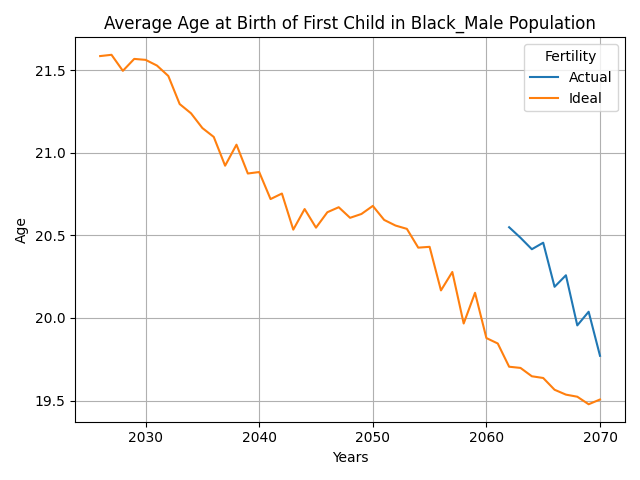 Average Age at Birth of First Child in Black_Male Population
Fertility
Actual
Ideal
Age
21.5
21.0
20.5
20.0
19.5
2030 2040 2050 2060 2070
Years